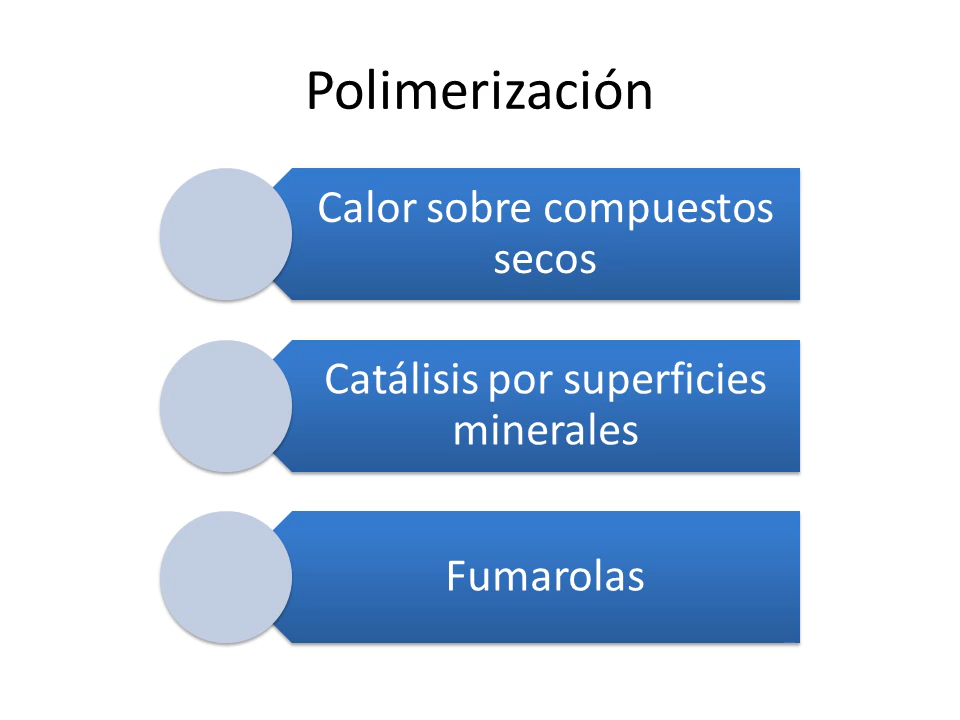 Polimerización
Calor sobre compuestos
secos
Catálisis por superficies
minerales
Fumarolas